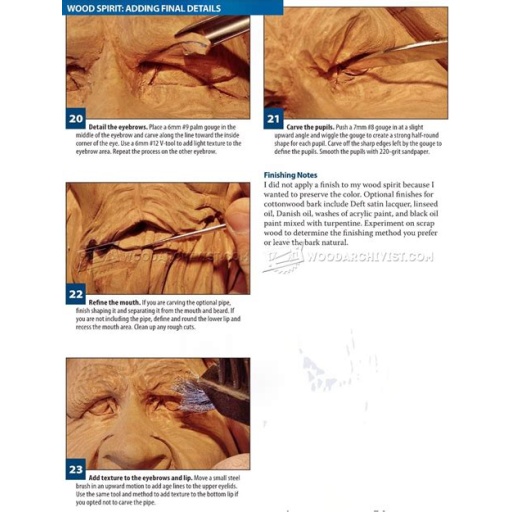 WOOD SPIRIT: ADDING FINAL DETAILS
20
Detail the eyebrows. Place a 6mm #9 palm gouge in the
middle of the eyebrow and carve along the line toward the inside
corner of the eye. Use a 6mm #12 V-tool to add light texture to the
eyebrow area. Repeat the process on the other eyebrow.
21
Carve the pupils. Push a 7mm #8 gouge in at a slight
upward angle and wiggle the gouge to create a strong half-round
shape for each pupil. Carve off the sharp edges left by the gouge to
define the pupils. Smooth the pupils with 220-grit sandpaper.
Finishing Notes
I did not apply a finish to my wood spirit because I
wanted to preserve the color. Optional finishes for
cottonwood bark include Deft satin lacquer, linseed
oil, Danish oil, washes of acrylic paint, and black oil
paint mixed with turpentine. Experiment on scrap
wood to determine the finishing method you prefer
or leave the bark natural.
22
Refine the mouth. If you are carving the optional pipe,
finish shaping it and separating it from the mouth and beard. If
you are not including the pipe, define and round the lower lip and
recess the mouth area. Clean up any rough cuts.
WOODARCHIVIST.COM
WOODARCHIVIST.COM
23
Add texture to the eyebrows and lip. Move a small steel
brush in an upward motion to add age lines to the upper eyelids.
Use the same tool and method to add texture to the bottom lip if
you opted not to carve the pipe.